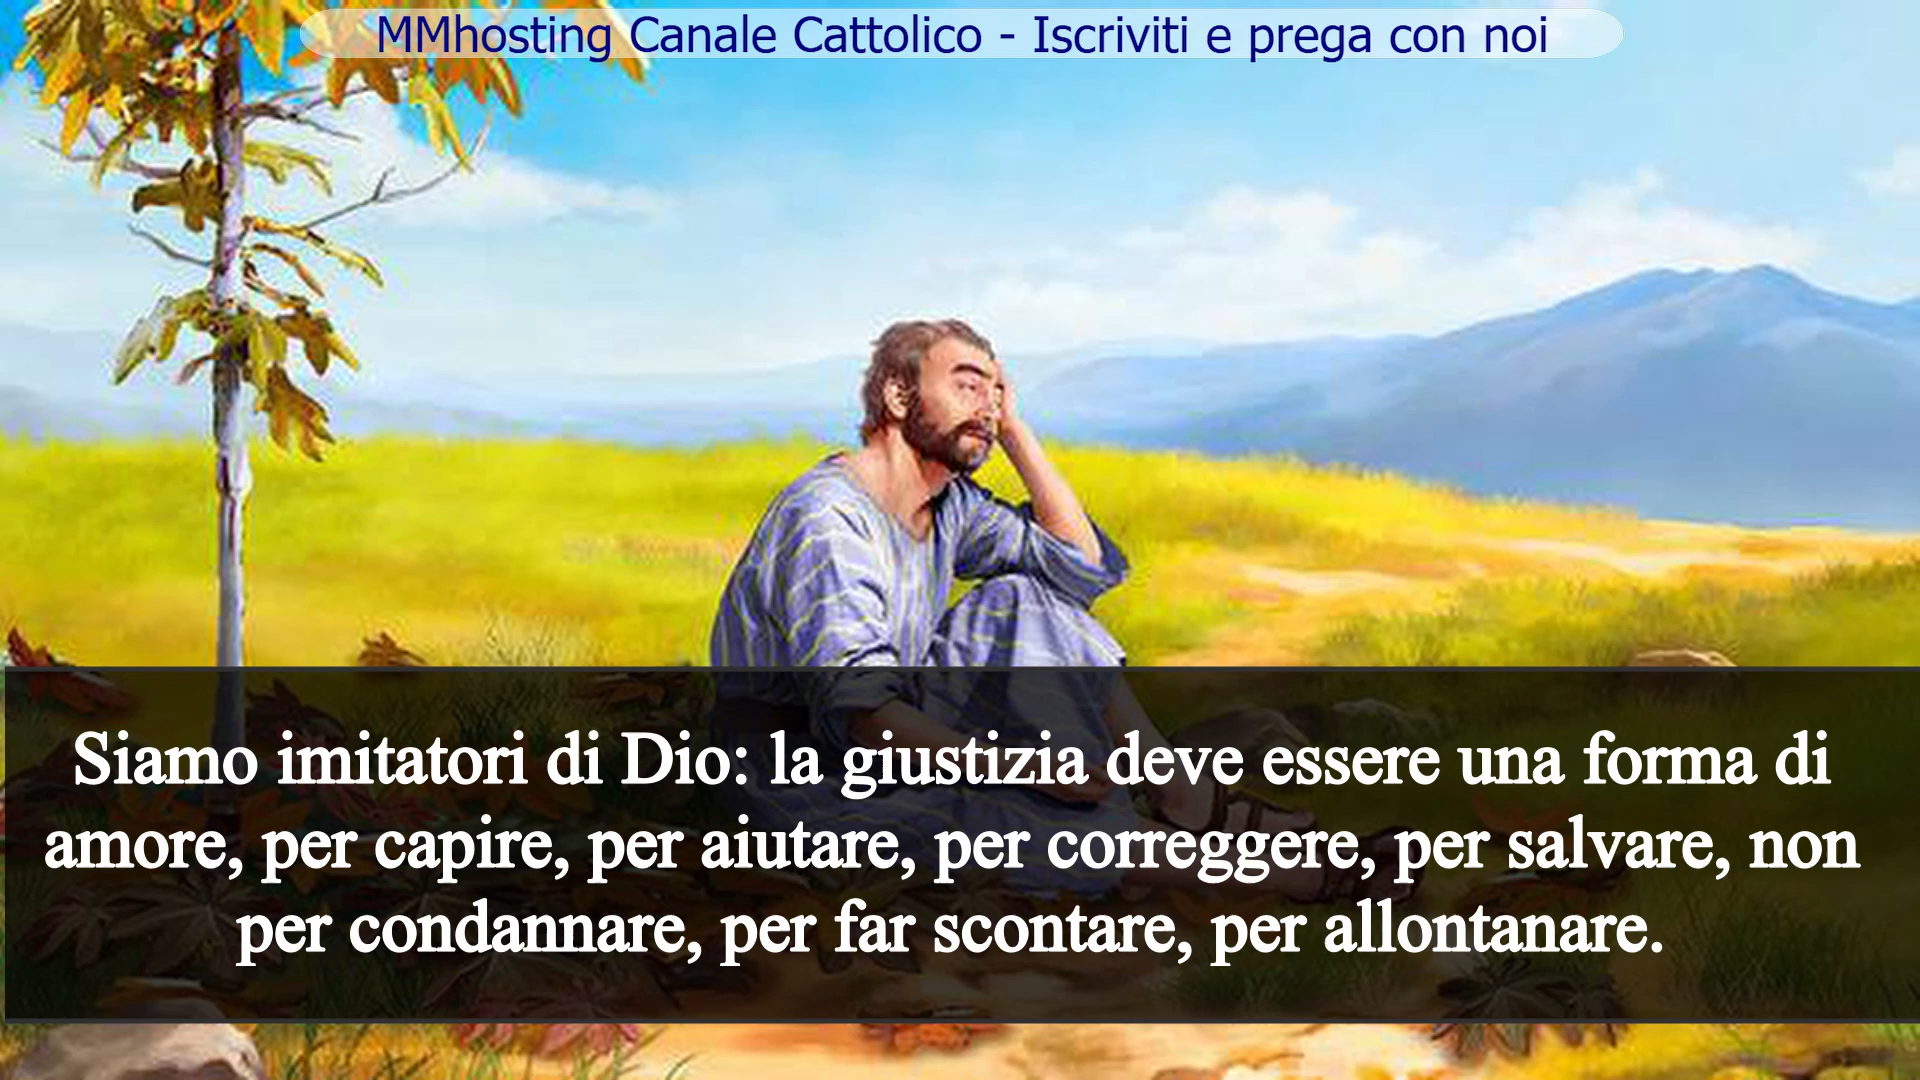 MMhosting Canale Cattolico - Iscriviti e prega con noi
Siamo imitatori di Dio: la giustizia deve essere una forma di
amore, per capire, per aiutare, per correggere, per salvare, non
per condannare, per far scontare, per allontanare.